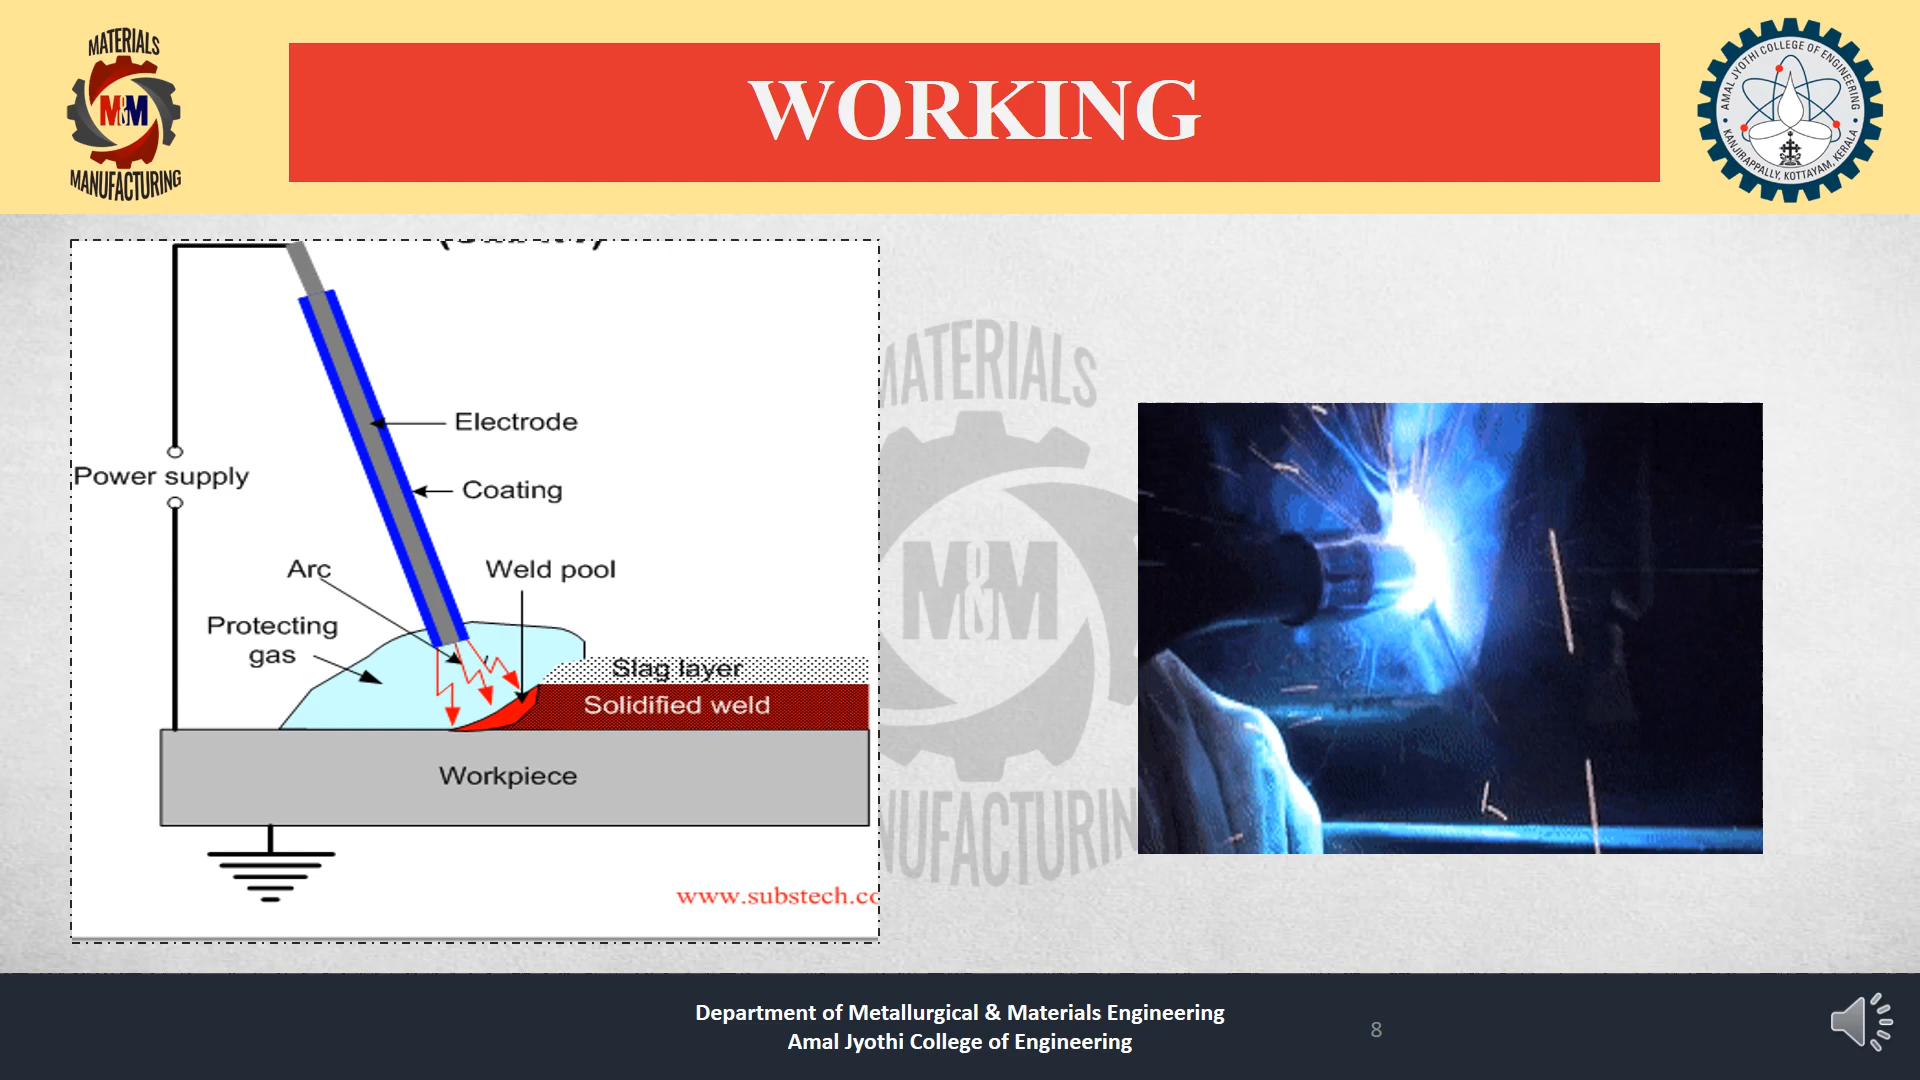 MATERIALS
M&M
MANUFACTURING
WORKING
AMAL JYOTHI COLLEGE OF ENGINEERING
KANJIRAPPALLY, KOTTAYAM, KERALA
Electrode
Power supply
Coating
Arc
Weld pool
Protecting
gas
Slag layer
Solidified weld
Workpiece
www.substech.co
MATERIALS
M&M
NUFACTURIN
Department of Metallurgical & Materials Engineering
Amal Jyothi College of Engineering
8